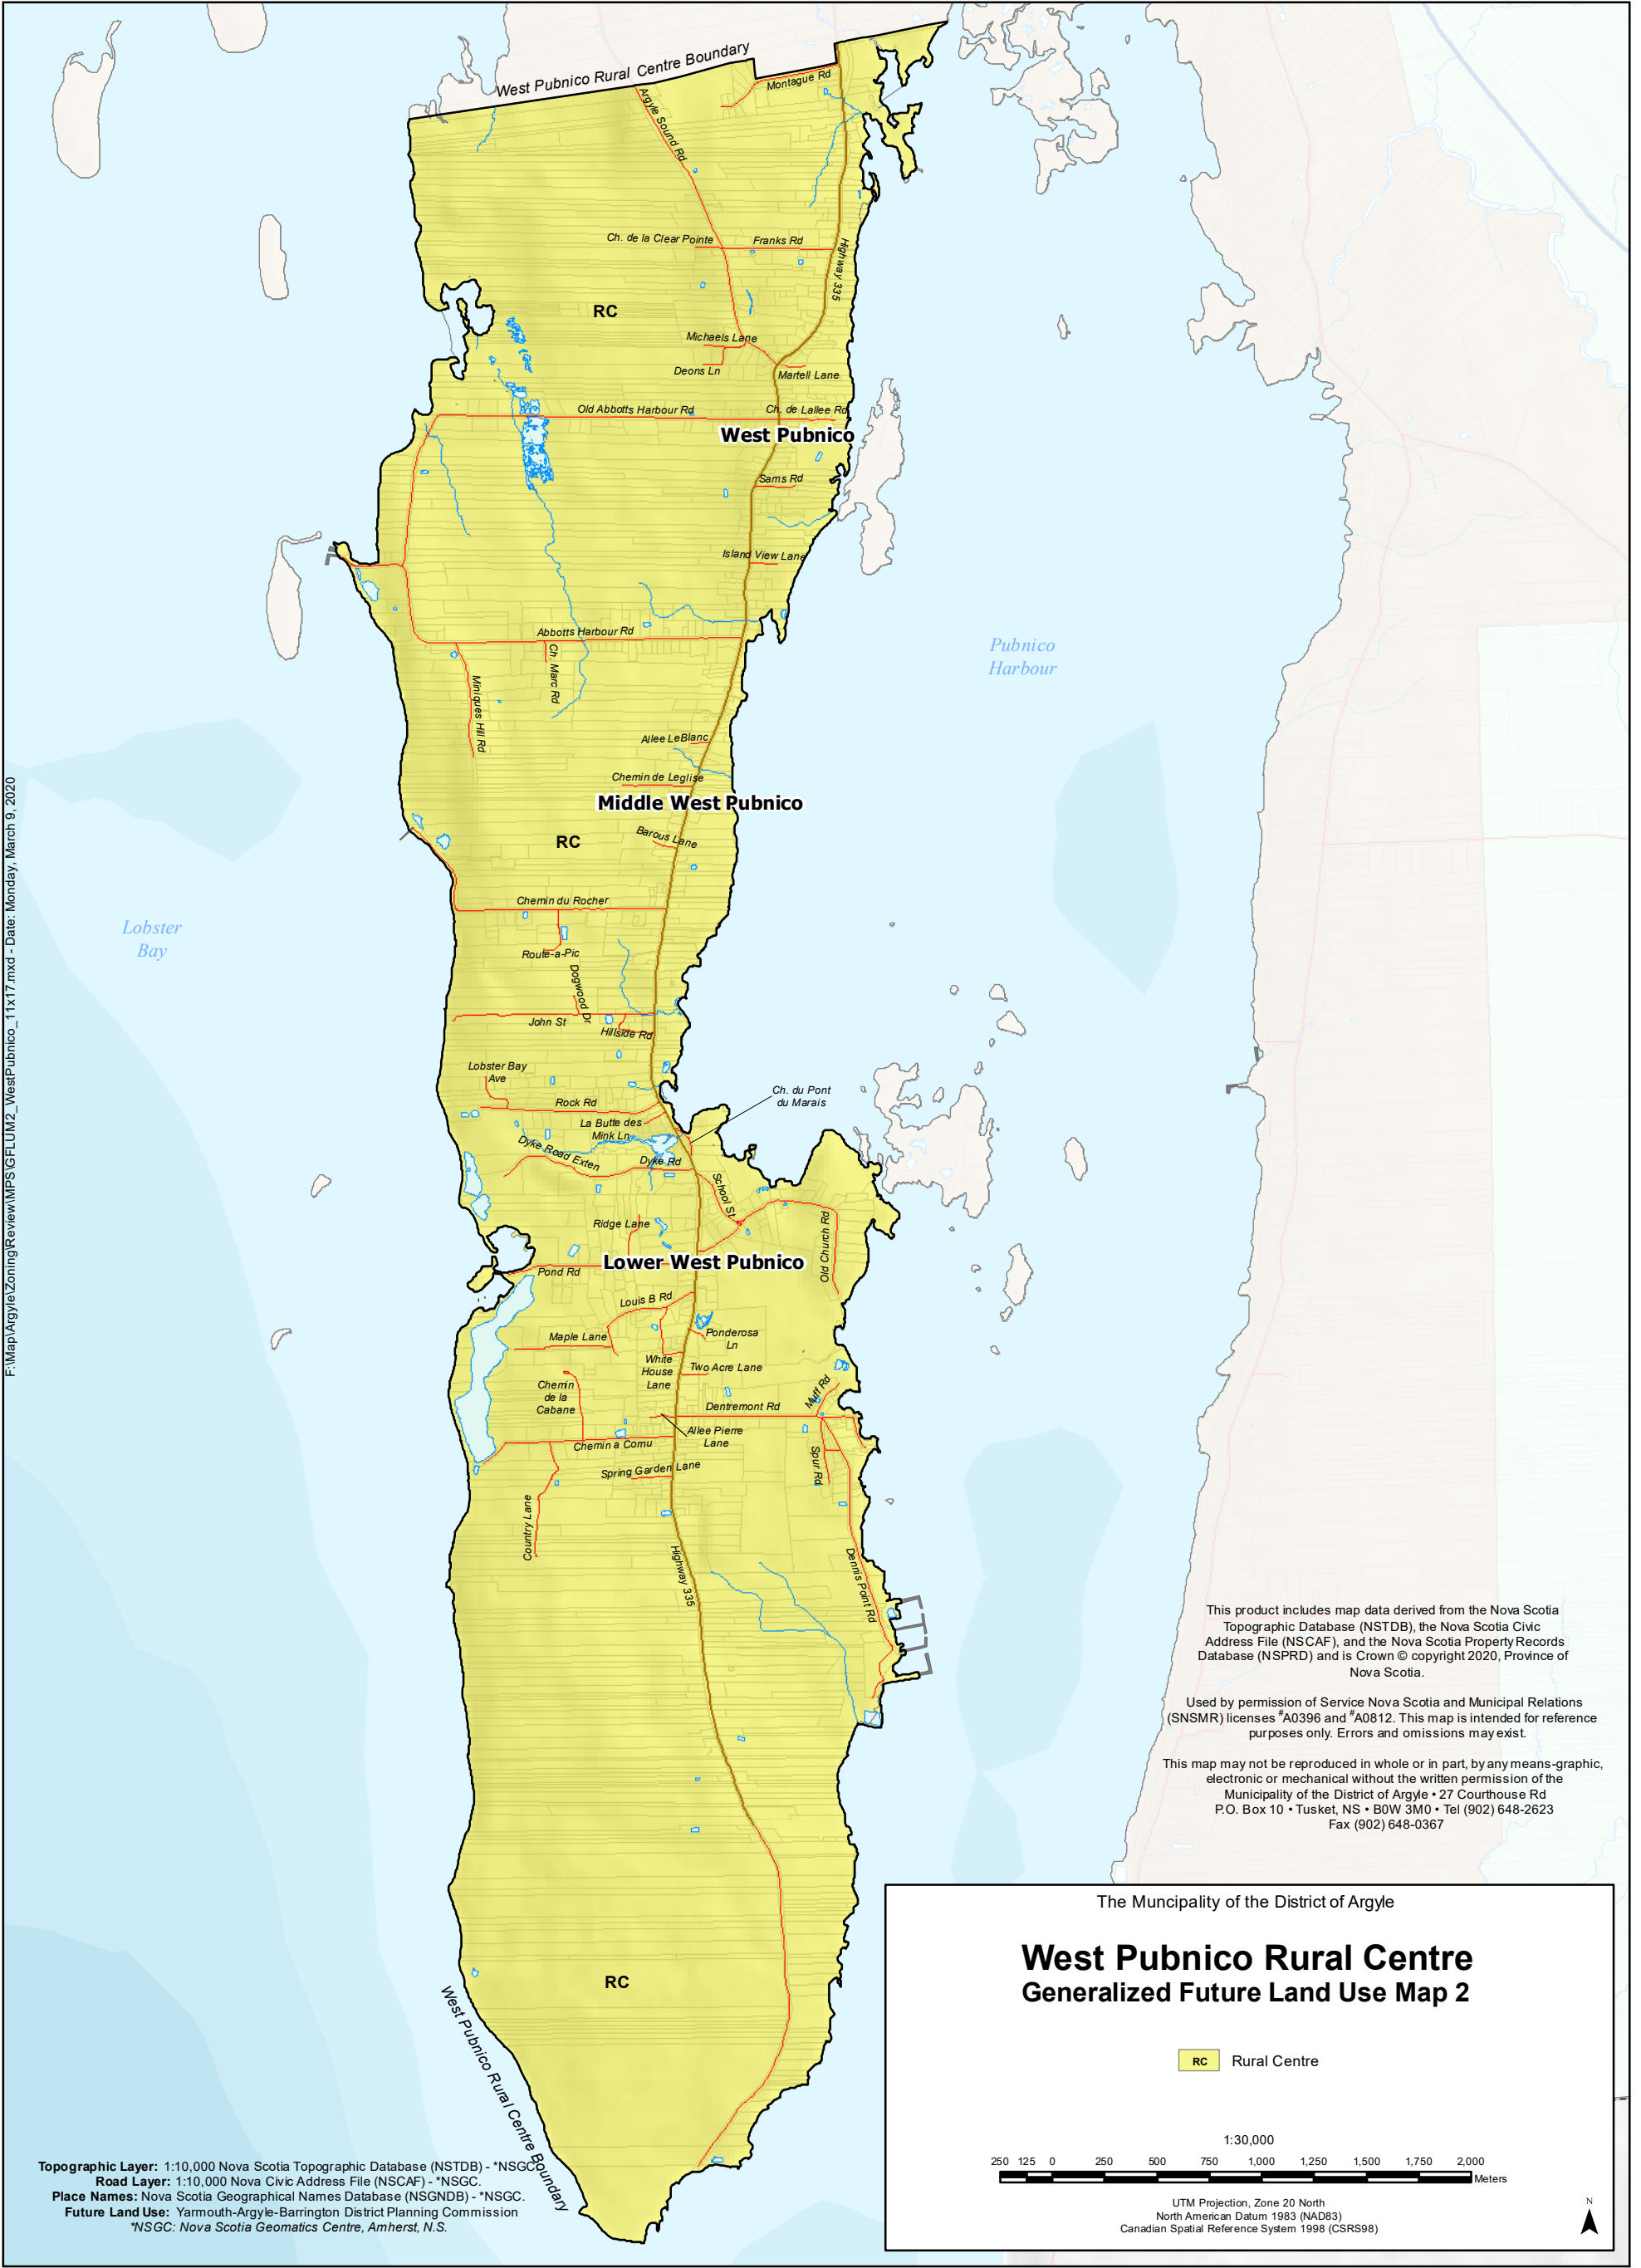 West Pubnico Rural Centre Boundary
Montague Rd
Argyle Sound Rd
Ch. de la Clear Pointe
Franks Rd
Highway 335
RC
Michaels Lane
Deons Ln
Martell Lane
Old Abbotts Harbour Rd
Ch. de Lallee Rd
West Pubnico
Sams Rd
Island View Lane
Abbotts Harbour Rd
Ch. Marc Rd
Miniques Hill Rd
Pubnico
Harbour
Allee LeBlanc
Chemin de Leglise
Middle West Pubnico
RC
Barous Lane
Chemin du Rocher
Lobster
Bay
Route-a-Pic
Dogwood Dr
John St
Hillside Rd
Lobster Bay
Ave
Rock Rd
Ch. du Pont
du Marais
La Butte des
Mink Ln
Dyke Road Exten
Dyke Rd
School St
Ridge Lane
Old Church Rd
Lower West Pubnico
Pond Rd
Louis B Rd
Maple Lane
Ponderosa
Ln
White
House
Lane
Two Acre Lane
Chemin
de la
Cabane
Muff Rd
Dentremont Rd
Allee Pierre
Lane
Chemin a Cornu
Spur Rd
Spring Garden Lane
Country Lane
Highway 335
Dennis Point Rd
RC
West Pubnico Rural Centre Boundary
F:\Map\Argyle\Zoning\Review\MPS\GFLUM2_WestPubnico_11x17.mxd - Date: Monday, March 9, 2020
This product includes map data derived from the Nova Scotia
Topographic Database (NSTDB), the Nova Scotia Civic
Address File (NSCAF), and the Nova Scotia Property Records
Database (NSPRD) and is Crown © copyright 2020, Province of
Nova Scotia.
Used by permission of Service Nova Scotia and Municipal Relations
(SNSMR) licenses #A0396 and #A0812. This map is intended for reference
purposes only. Errors and omissions may exist.
This map may not be reproduced in whole or in part, by any means-graphic,
electronic or mechanical without the written permission of the
Municipality of the District of Argyle • 27 Courthouse Rd
P.O. Box 10 • Tusket, NS • B0W 3M0 • Tel (902) 648-2623
Fax (902) 648-0367
The Muncipality of the District of Argyle
West Pubnico Rural Centre
Generalized Future Land Use Map 2
RC Rural Centre
1:30,000
250 125 0 250 500 750 1,000 1,250 1,500 1,750 2,000
Meters
UTM Projection, Zone 20 North
North American Datum 1983 (NAD83)
Canadian Spatial Reference System 1998 (CSRS98)
N
Topographic Layer: 1:10,000 Nova Scotia Topographic Database (NSTDB) - *NSGC.
Road Layer: 1:10,000 Nova Civic Address File (NSCAF) - *NSGC.
Place Names: Nova Scotia Geographical Names Database (NSGNDB) - *NSGC.
Future Land Use: Yarmouth-Argyle-Barrington District Planning Commission
*NSGC: Nova Scotia Geomatics Centre, Amherst, N.S.